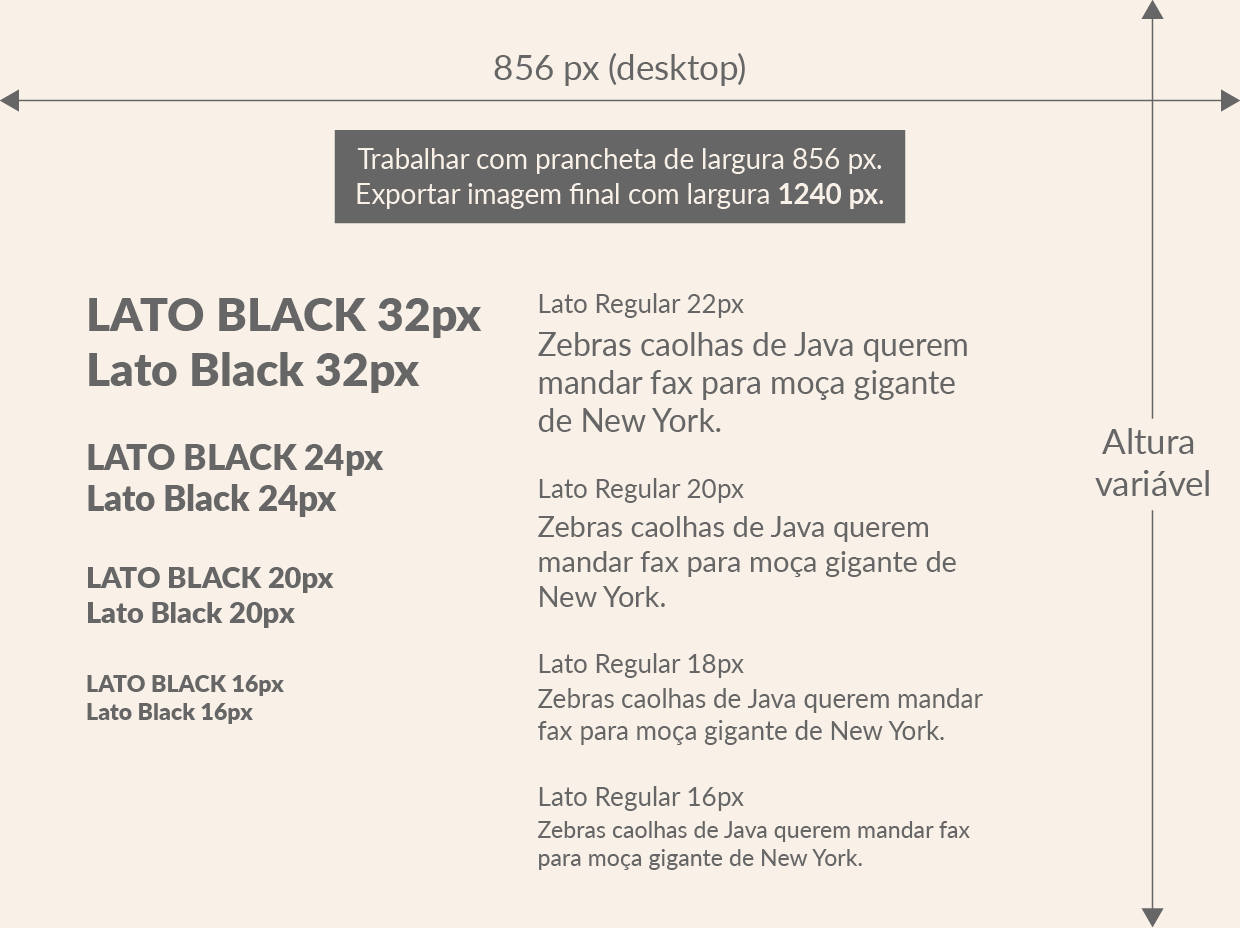 856 px (desktop)
Trabalhar com prancheta de largura 856 px.
Exportar imagem final com largura 1240 px.
LATO BLACK 32px
Lato Black 32px
LATO BLACK 24px
Lato Black 24px
LATO BLACK 20px
Lato Black 20px
LATO BLACK 16px
Lato Black 16px
Lato Regular 22px
Zebras caolhas de Java querem
mandar fax para moça gigante
de New York.
Lato Regular 20px
Zebras caolhas de Java querem
mandar fax para moça gigante de
New York.
Lato Regular 18px
Zebras caolhas de Java querem mandar
fax para moça gigante de New York.
Lato Regular 16px
Zebras caolhas de Java querem mandar fax
para moça gigante de New York.
Altura
variável